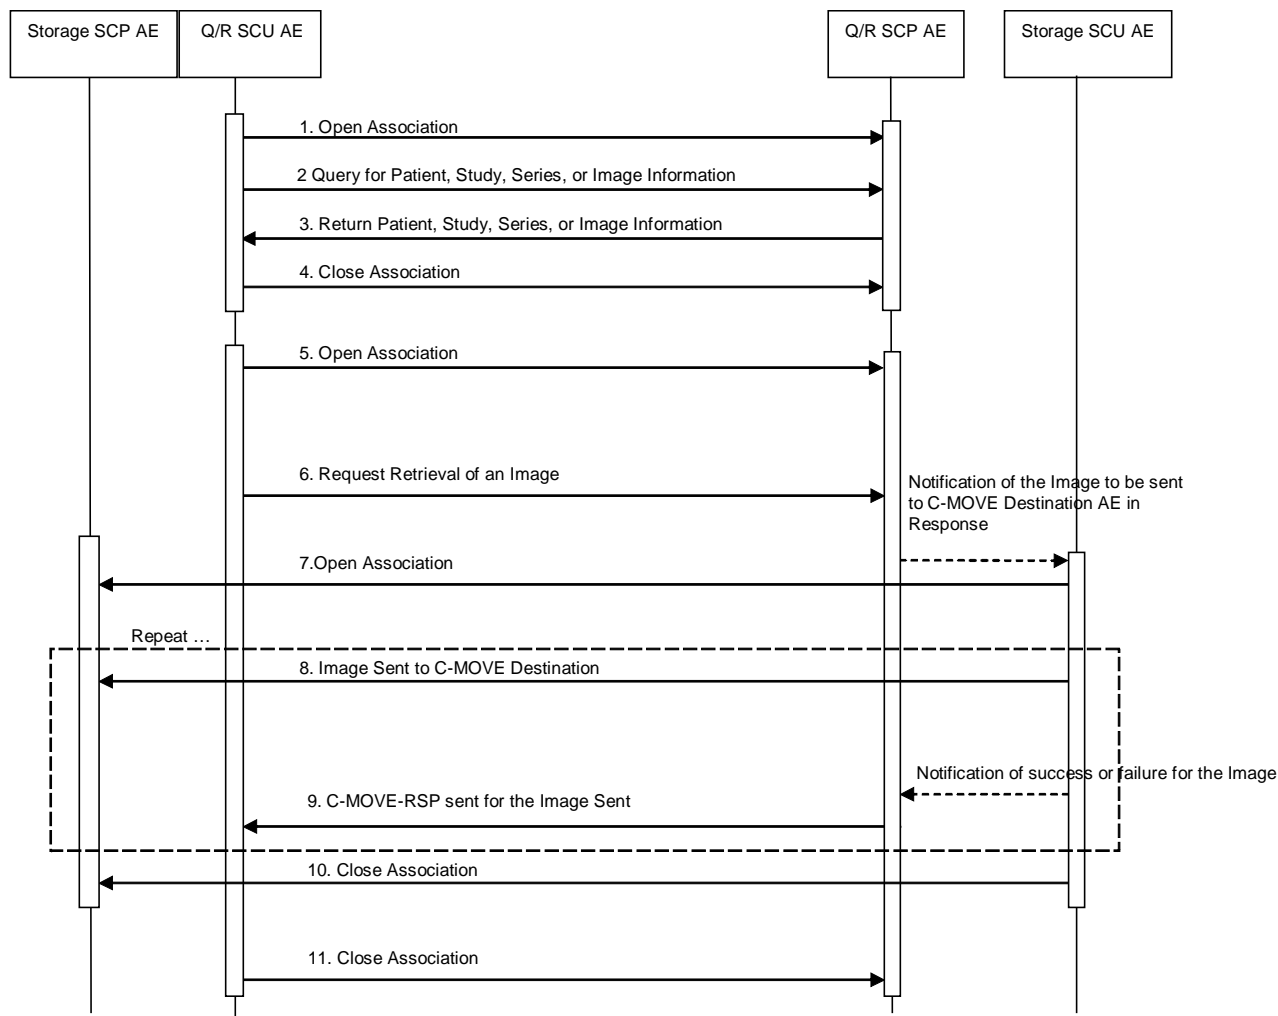 Storage SCP AE
Q/R SCU AE
Q/R SCP AE
Storage SCU AE
1. Open Association
2 Query for Patient, Study, Series, or Image Information
3. Return Patient, Study, Series, or Image Information
4. Close Association
5. Open Association
6. Request Retrieval of an Image
Notification of the Image to be sent
to C-MOVE Destination AE in
Response
7.Open Association
Repeat …
8. Image Sent to C-MOVE Destination
Notification of success or failure for the Image
9. C-MOVE-RSP sent for the Image Sent
10. Close Association
11. Close Association